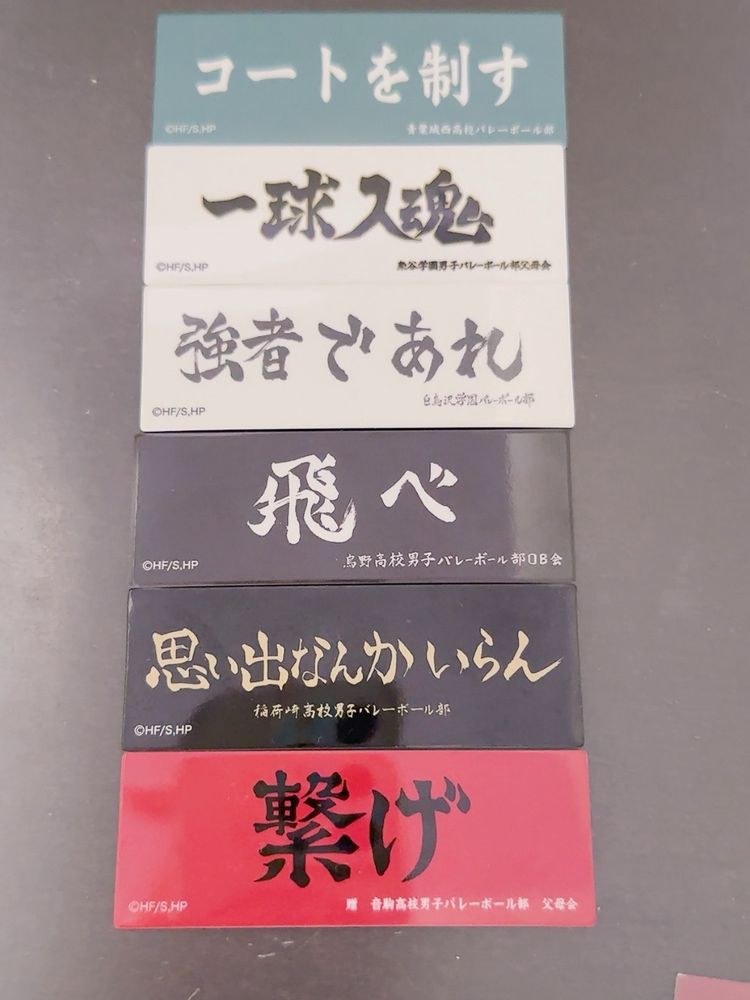 コートを制す
©HF/S,HP
青葉城西高校バレーボール部
一球入魂
©HF/S,HP
梟谷学園男子バレーボール部父母会
強者であれ
白鳥沢学園バレーボール部
©HF/S,HP
飛べ
©HF/S,HP
烏野高校男子バレーボール部OB会
思い出なんかいらん
稲荷崎高校男子バレーボール部
©HF/S,HP
繋げ
©HF/S,HP
贈 音駒高校男子バレーボール部 父母会